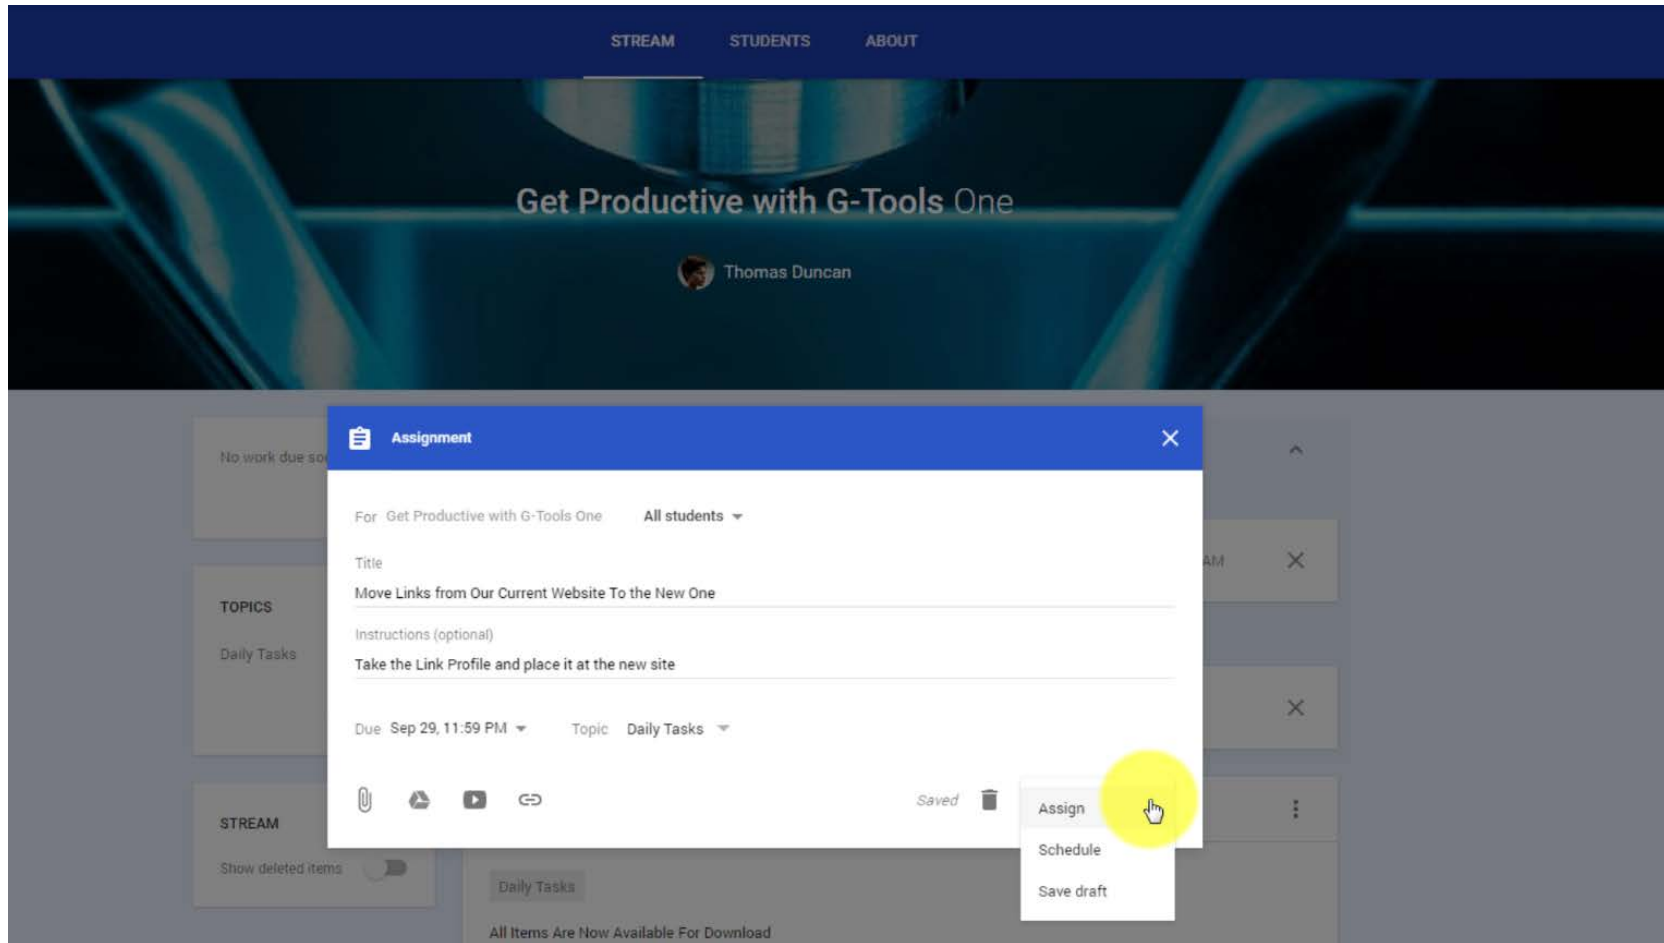 STREAM STUDENTS ABOUT
Get Productive with G-Tools One
Thomas Duncan
No work due
Assignment
For Get Productive with G-Tools One All students
Title
Move Links from Our Current Website To the New One
AM
TOPICS
Instructions (optional)
Daily Tasks
Take the Link Profile and place it at the new site
Due Sep 29, 11:59 PM Topic Daily Tasks
Saved
Assign
STREAM
Schedule
Show deleted items
Daily Tasks
Save draft
All Items Are Now Available For Download